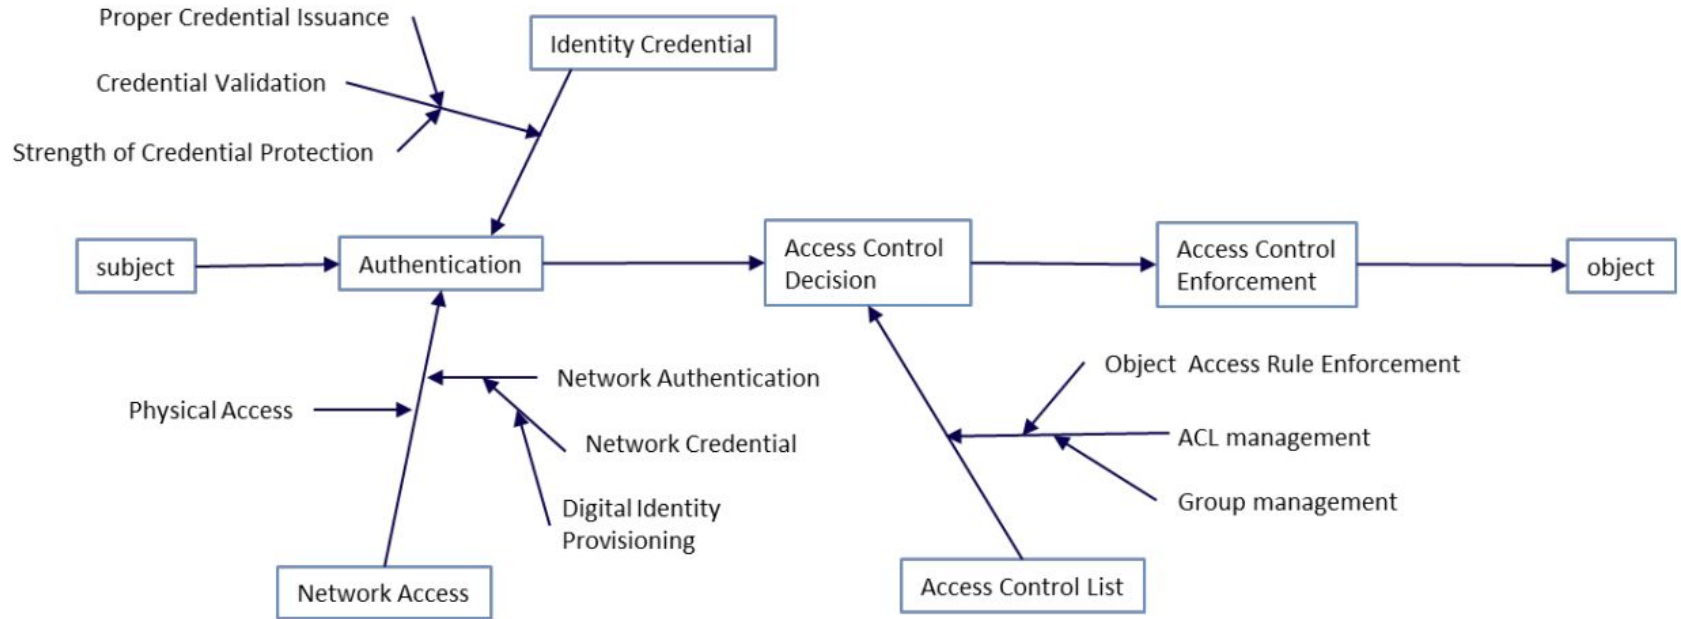 Proper Credential Issuance
Identity Credential
Credential Validation
Strength of Credential Protection
subject
Authentication
Access Control
Decision
Access Control
Enforcement
object
Physical Access
Network Authentication
Network Credential
Digital Identity
Provisioning
Object Access Rule Enforcement
ACL management
Group management
Network Access
Access Control List